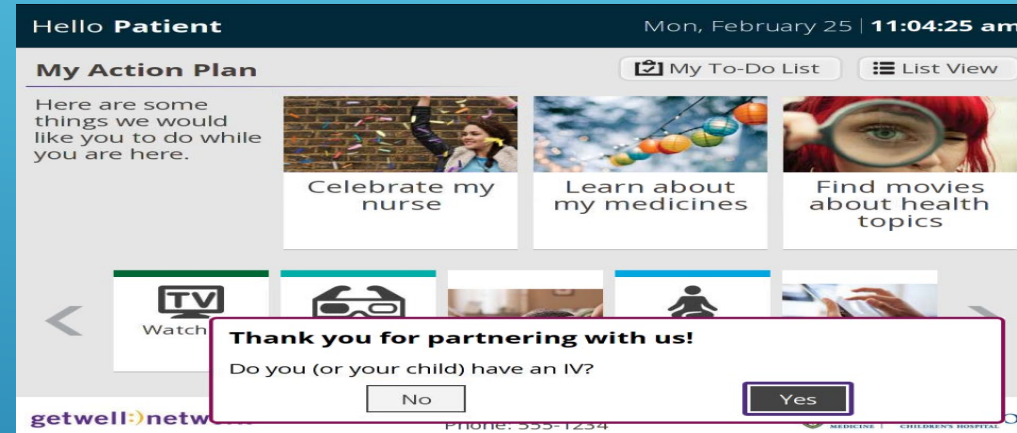 Hello Patient
Mon, February 25 | 11:04:25 am
My Action Plan
My To-Do List
List View
Here are some
things we would
like you to do while
you are here.
Celebrate my
nurse
Learn about
my medicines
Find movies
about health
topics
TV
Watch
Thank you for partnering with us!
Do you (or your child) have an IV?
No
Yes
getwell:)netw
Phone: 555-1234
MEDICINE | CHILDREN'S HOSPITAL